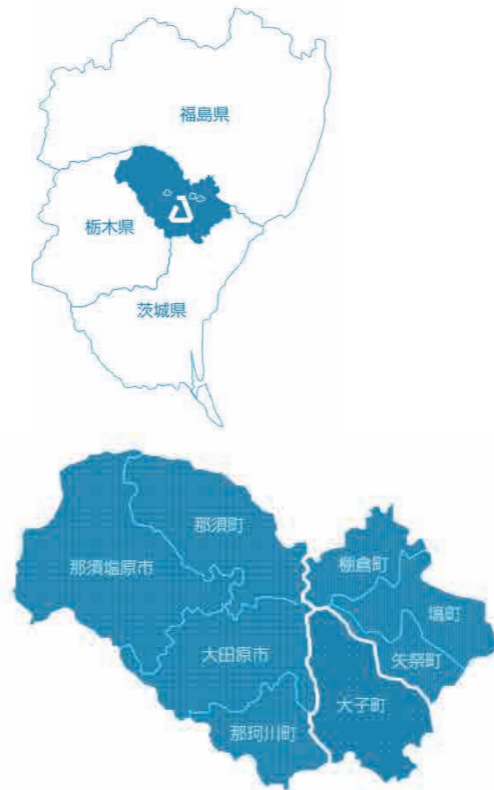 福島県
栃木県
茨城県
那須町
棚倉町
那須塩原市
塙町
大田原市
矢祭町
大子町
那珂川町